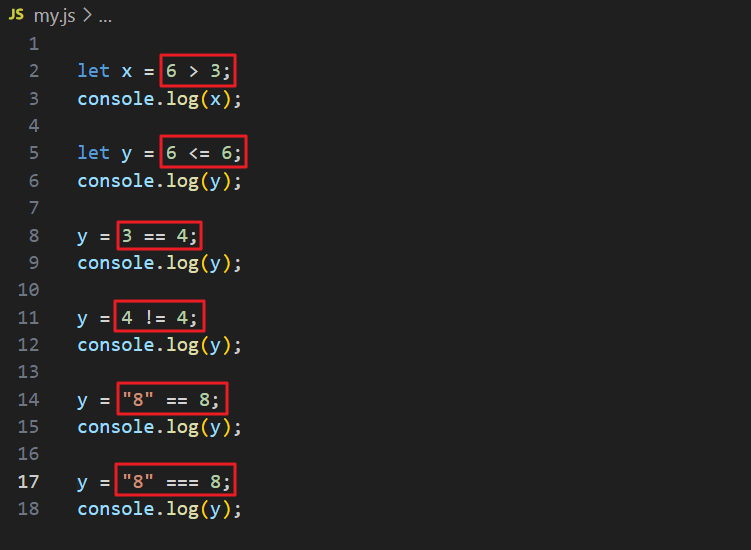 JS my.js > ...
1
2 let x = 6 > 3;
3 console.log(x);
4
5 let y = 6 <= 6;
6 console.log(y);
7
8 y = 3 == 4;
9 console.log(y);
10
11 y = 4 != 4;
12 console.log(y);
13
14 y = "8" == 8;
15 console.log(y);
16
17 y = "8" === 8;
18 console.log(y);